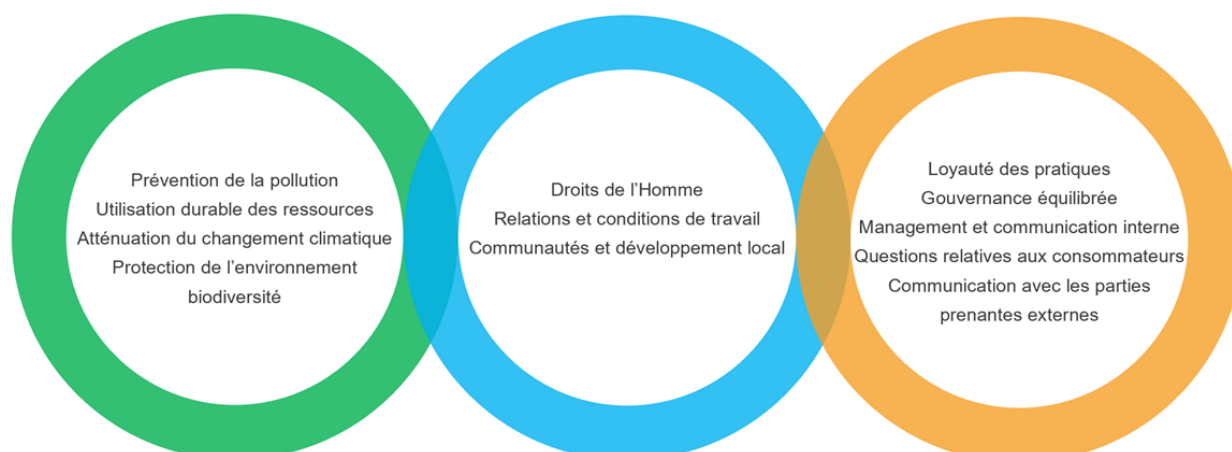 Prévention de la pollution
Utilisation durable des ressources
Atténuation du changement climatique
Protection de l’environnement
biodiversité
Droits de l’Homme
Relations et conditions de travail
Communautés et développement local
Loyauté des pratiques
Gouvernance équilibrée
Management et communication interne
Questions relatives aux consommateurs
Communication avec les parties
prenantes externes